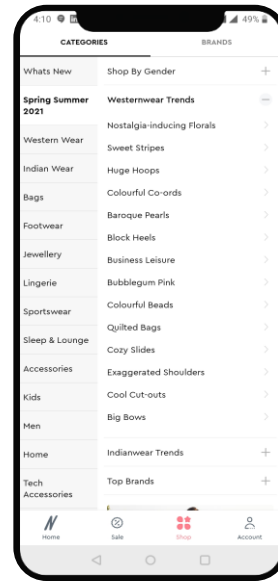 4:10
49%
CATEGORIES
BRANDS
Whats New
Spring Summer
2021
Western Wear
Indian Wear
Bags
Footwear
Jewellery
Lingerie
Sportswear
Sleep & Lounge
Accessories
Kids
Men
Home
Tech
Accessories
Shop By Gender
Westernwear Trends
Nostalgia-inducing Florals
Sweet Stripes
Huge Hoops
Colourful Co-ords
Baroque Pearls
Block Heels
Business Leisure
Bubblegum Pink
Colourful Beads
Quilted Bags
Cozy Slides
Exaggerated Shoulders
Cool Cut-outs
Big Bows
Indianwear Trends
Top Brands
Home
Sale
Shop
Account